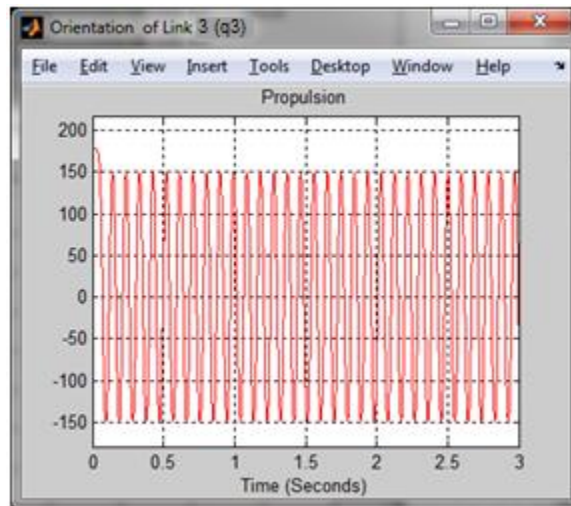 Orientation of Link 3 (q3)
File Edit View Insert Tools Desktop Window Help
Propulsion
200
150
100
50
0
-50
-100
-150
0 0.5 1 1.5 2 2.5 3
Time (Seconds)